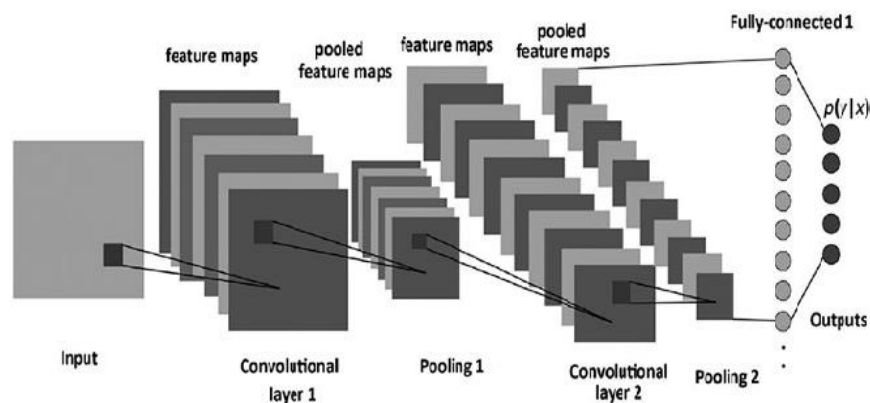 Fully-connected 1
feature maps
pooled
feature maps
feature maps
pooled
feature maps
p(y|x)
Input
Convolutional
layer 1
Pooling 1
Convolutional
layer 2
Pooling 2
Outputs